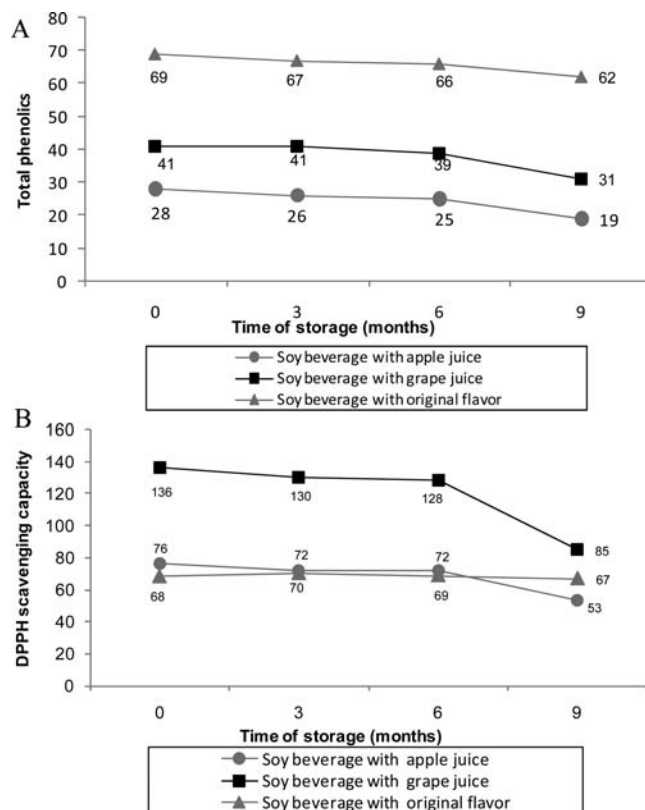 A
80
70
60
50
40
30
20
10
0
Total phenolics
69 67 66 62
41 41 39 31
28 26 25 19
0 3 6 9
Time of storage (months)
Soy beverage with apple juice
Soy beverage with grape juice
Soy beverage with original flavor
B
160
140
120
100
80
60
40
20
0
DPPH scavenging capacity
136 130 128 85
76 72 72 53
68 70 69 67
0 3 6 9
Time of storage (months)
Soy beverage with apple juice
Soy beverage with grape juice
Soy beverage with original flavor